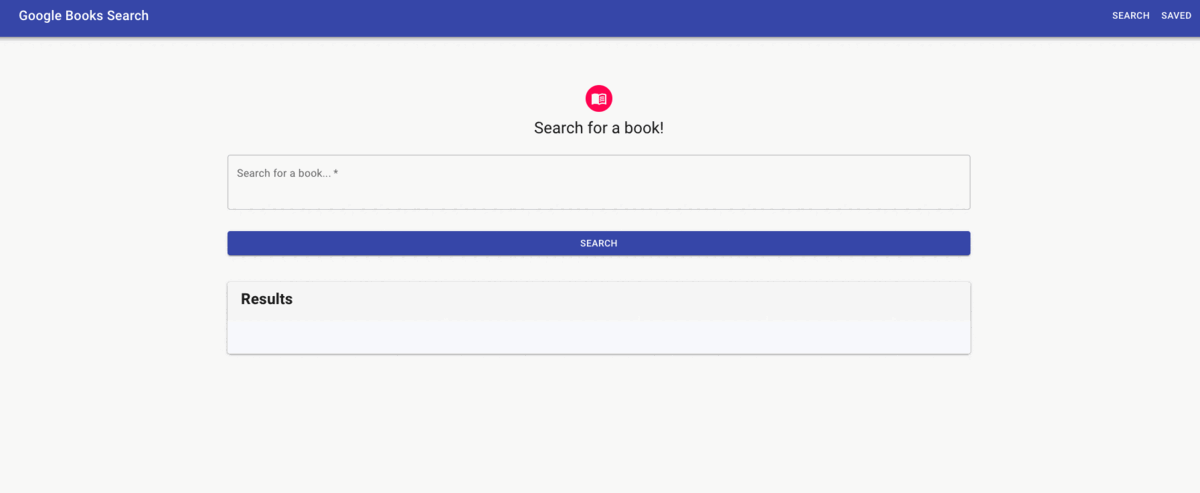 Google Books Search
SEARCH SAVED
Search for a book!
Search for a book... *
SEARCH
Results